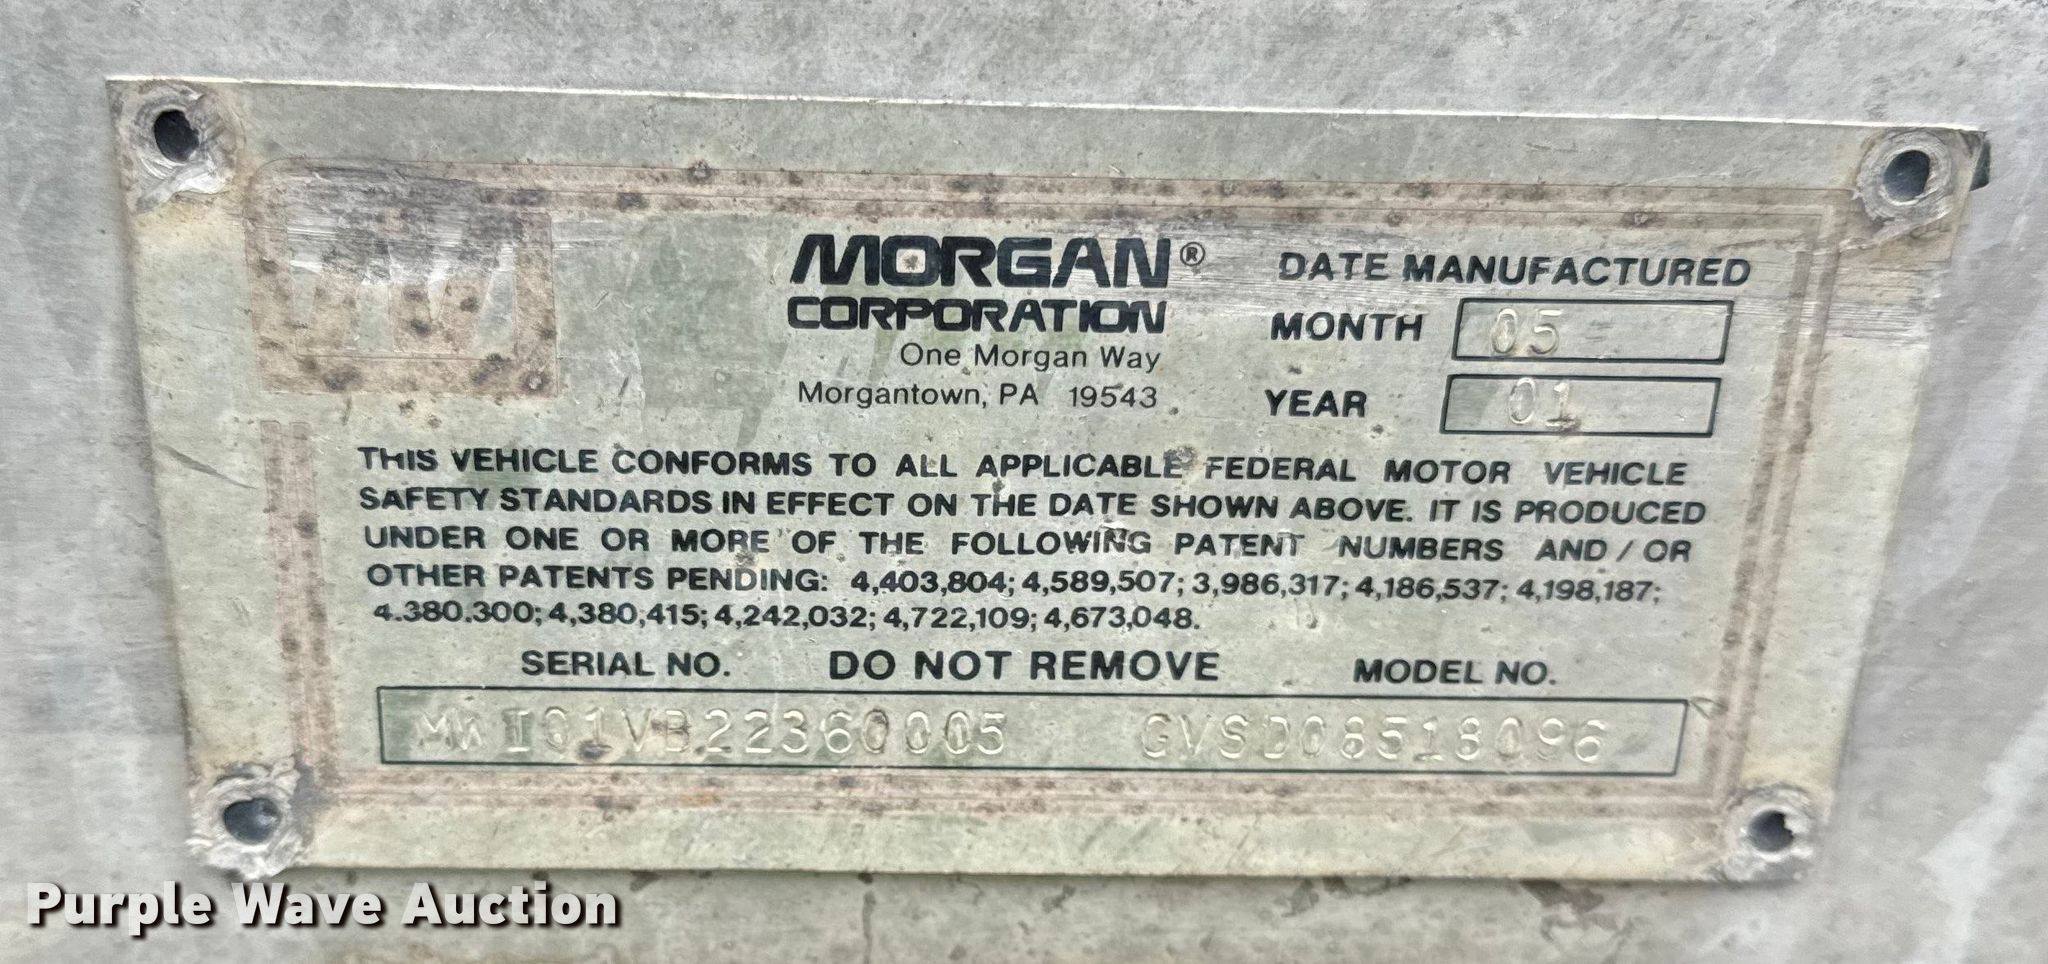 MORGAN®
CORPORATION
One Morgan Way
Morgantown, PA 19543
DATE MANUFACTURED
MONTH 05
YEAR 01
THIS VEHICLE CONFORMS TO ALL APPLICABLE FEDERAL MOTOR VEHICLE
SAFETY STANDARDS IN EFFECT ON THE DATE SHOWN ABOVE. IT IS PRODUCED
UNDER ONE OR MORE OF THE FOLLOWING PATENT NUMBERS AND/OR
OTHER PATENTS PENDING: 4,403,804; 4,589,507; 3,986,317; 4,186,537; 4,198,187;
4.380.300; 4,380,415; 4,242,032; 4,722,109; 4,673,048.
SERIAL NO. DO NOT REMOVE MODEL NO.
MWI01VB22360005 GVSD08518096
Purple Wave Auction